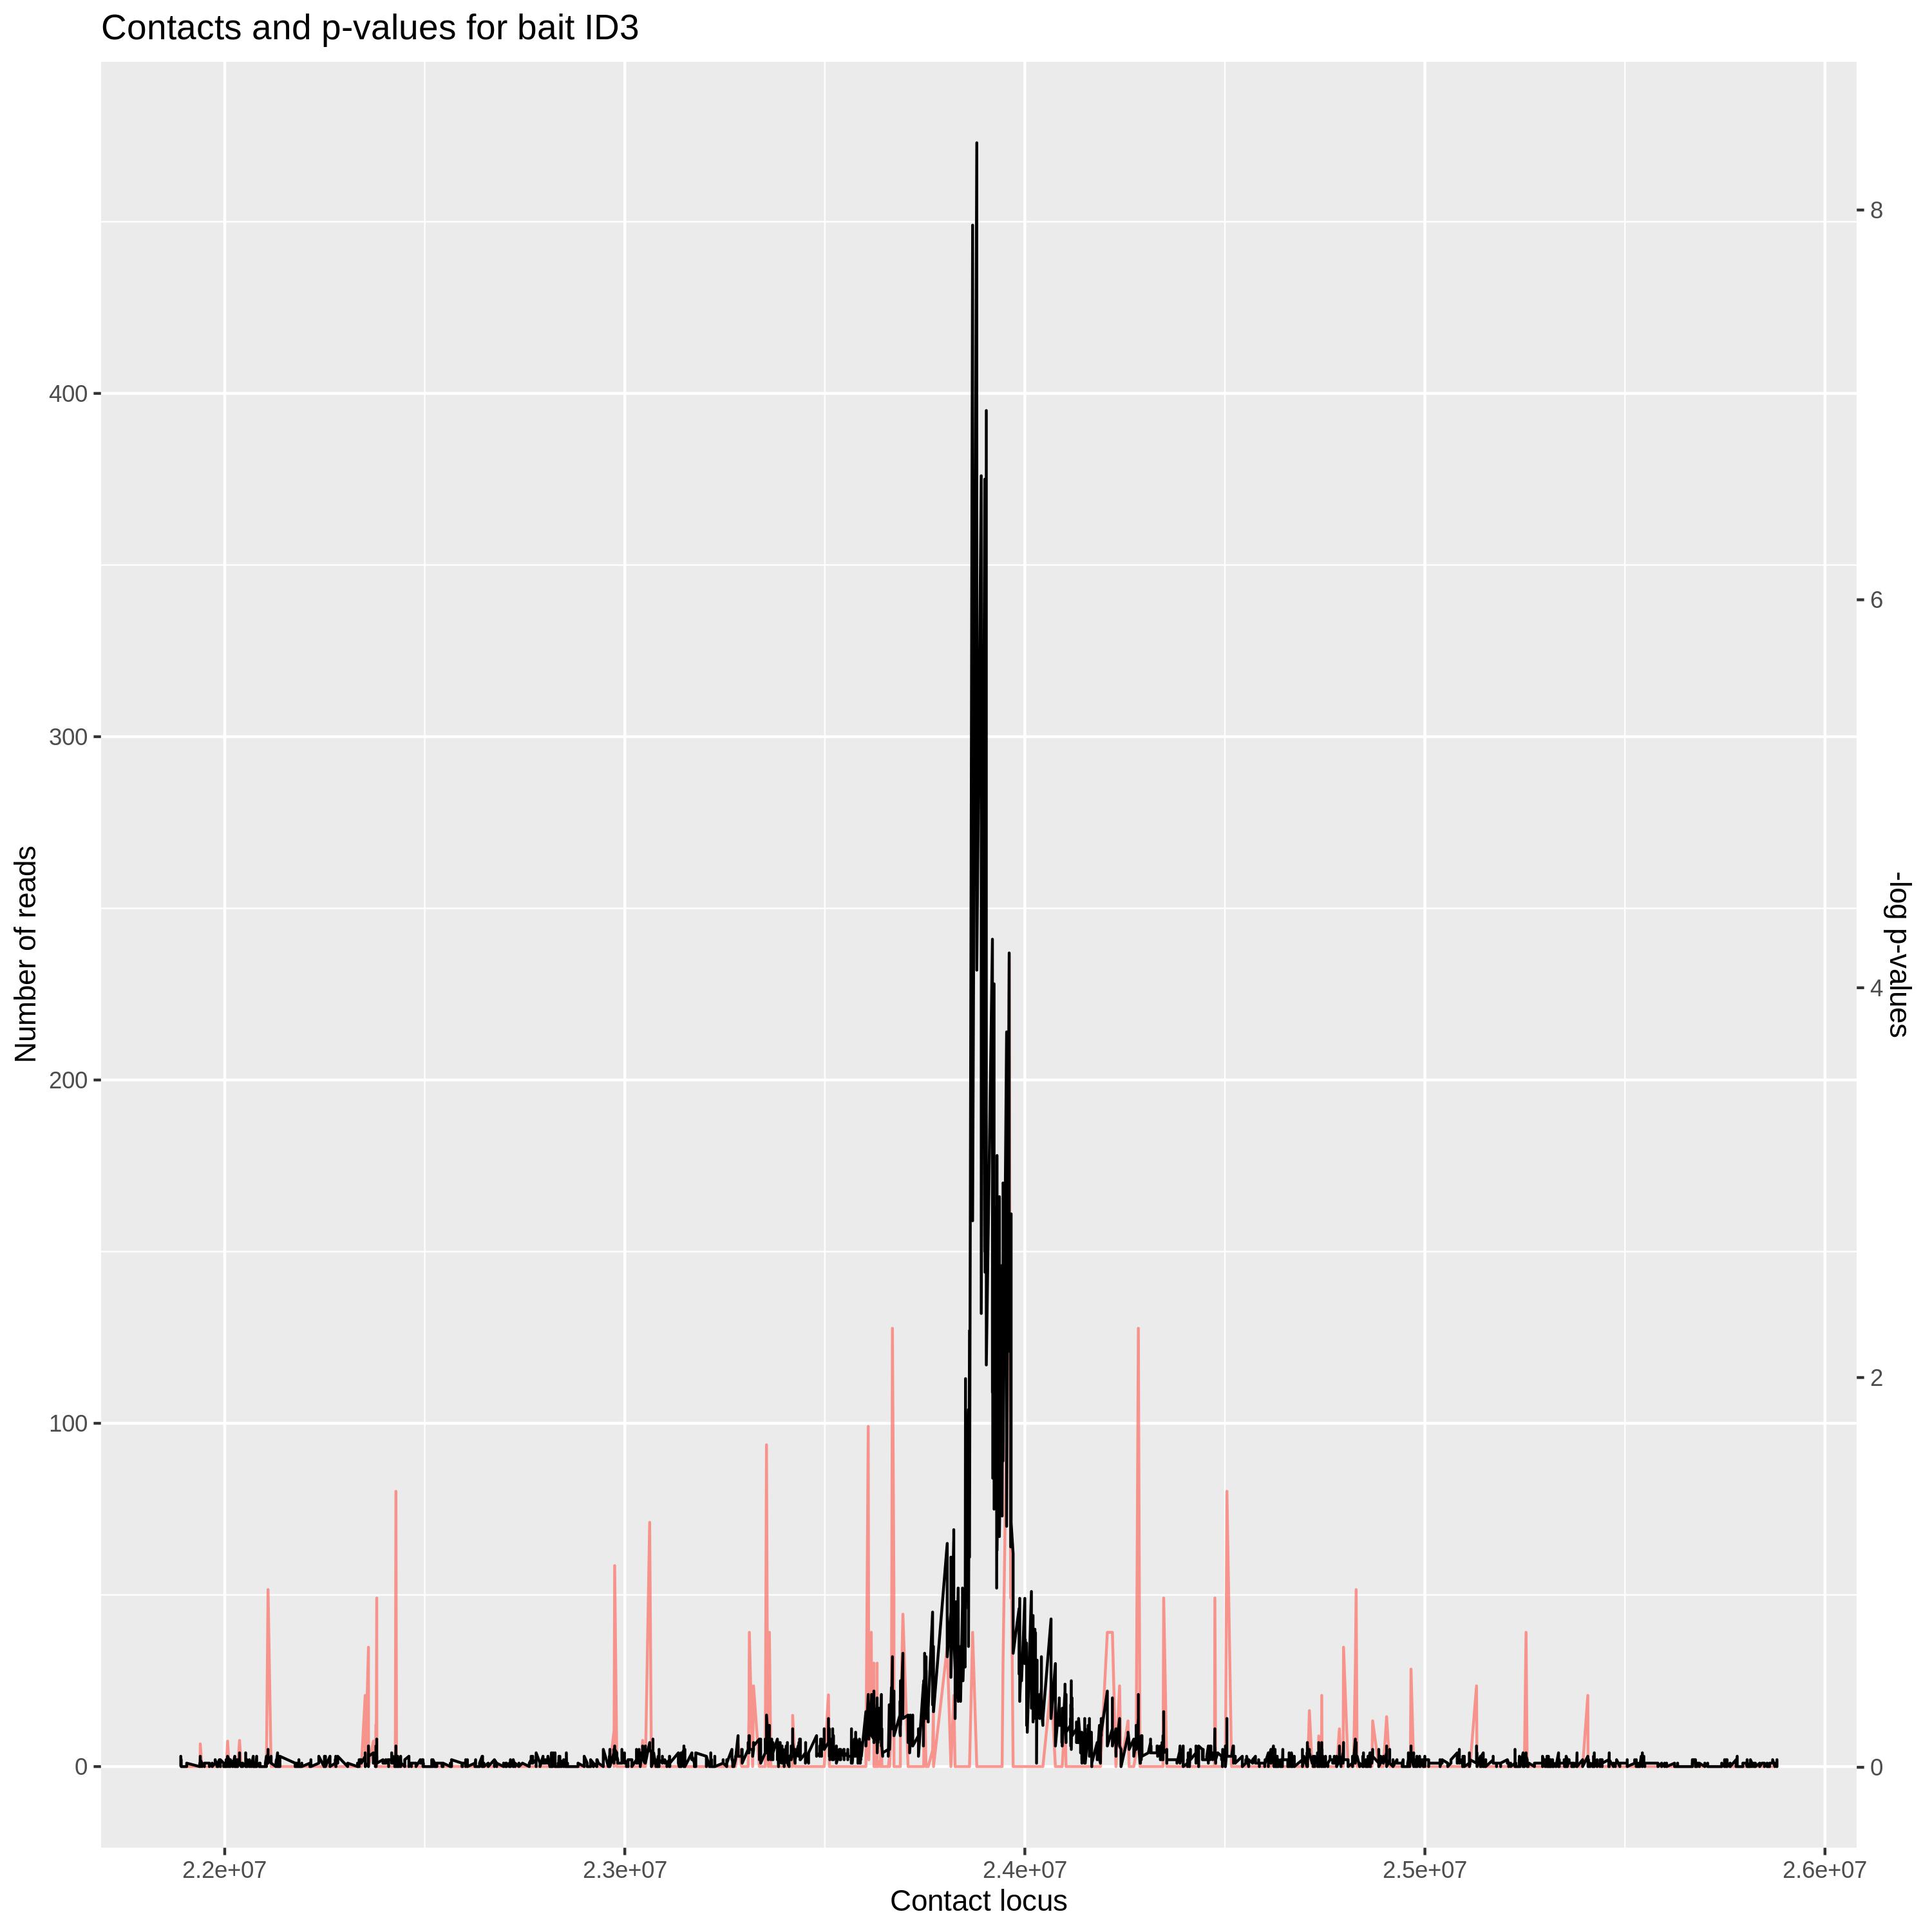 Contacts and p-values for bait ID3
Number of reads
400
300
200
100
0
8
6
4
2
0
-log p-values
2.2e+07
2.3e+07
2.4e+07
2.5e+07
2.6e+07
Contact locus